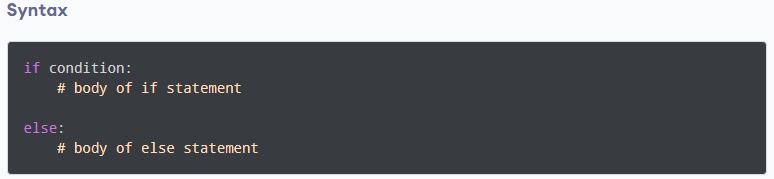 Syntax
if condition:
    # body of if statement
else:
    # body of else statement